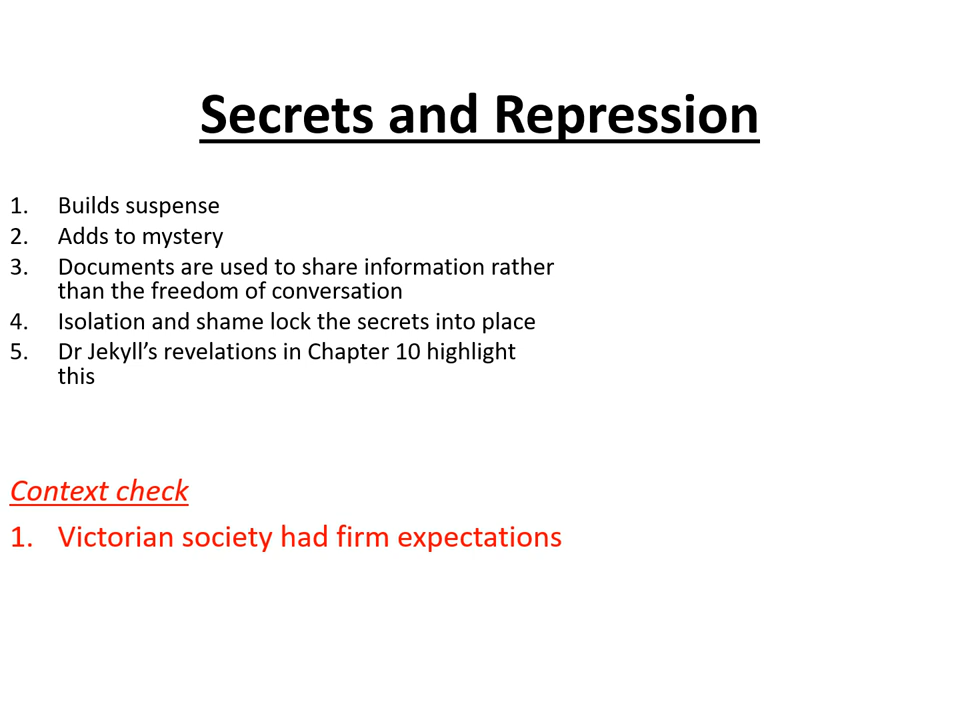 Secrets and Repression
1. Builds suspense
2. Adds to mystery
3. Documents are used to share information rather
than the freedom of conversation
4. Isolation and shame lock the secrets into place
5. Dr Jekyll’s revelations in Chapter 10 highlight
this
Context check
1. Victorian society had firm expectations